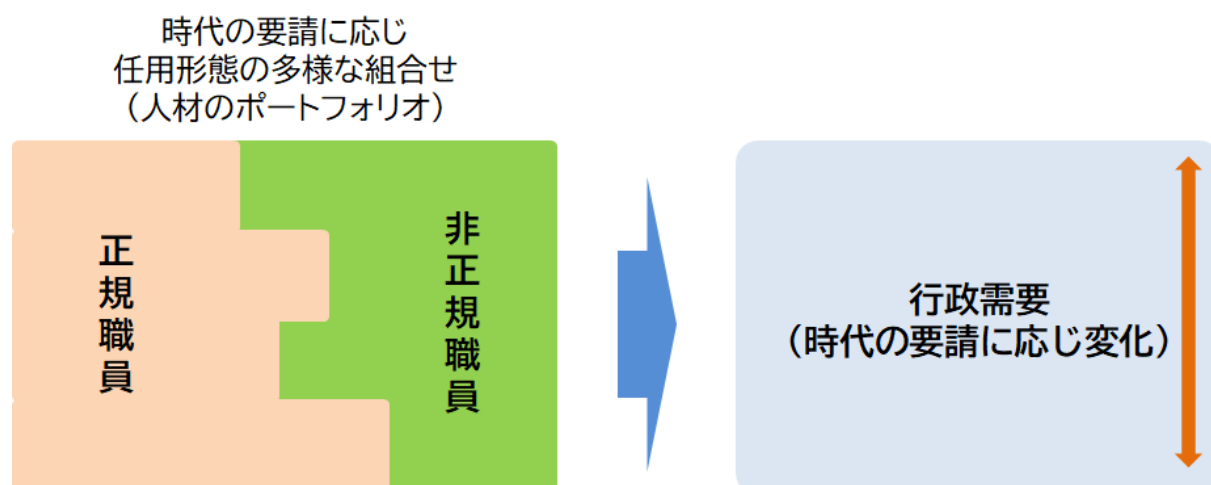 時代の要請に応じ
任用形態の多様な組合せ
（人材のポートフォリオ）
正規職員
非正規職員
行政需要
（時代の要請に応じ変化）